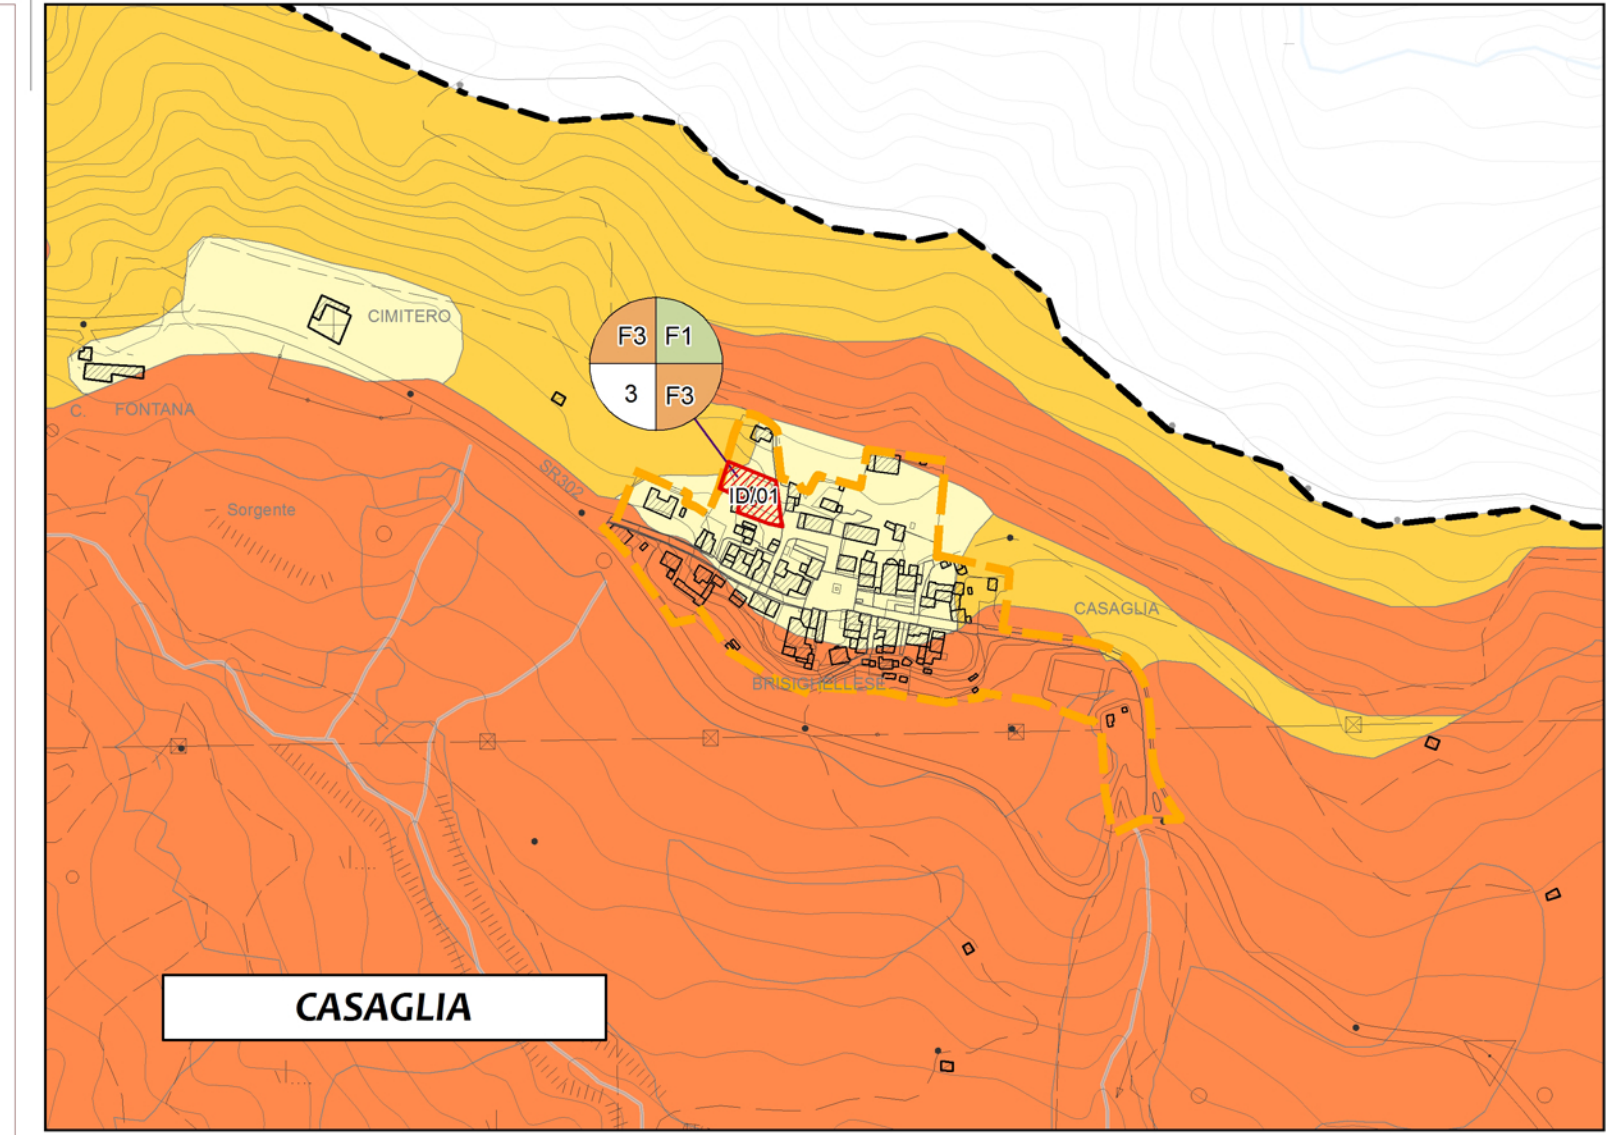 CIMITERO
F3 F1
3 F3
C. FONTANA
SR302
ID/01
Sorgente
CASAGLIA
BRISIGHELLESE
CASAGLIA